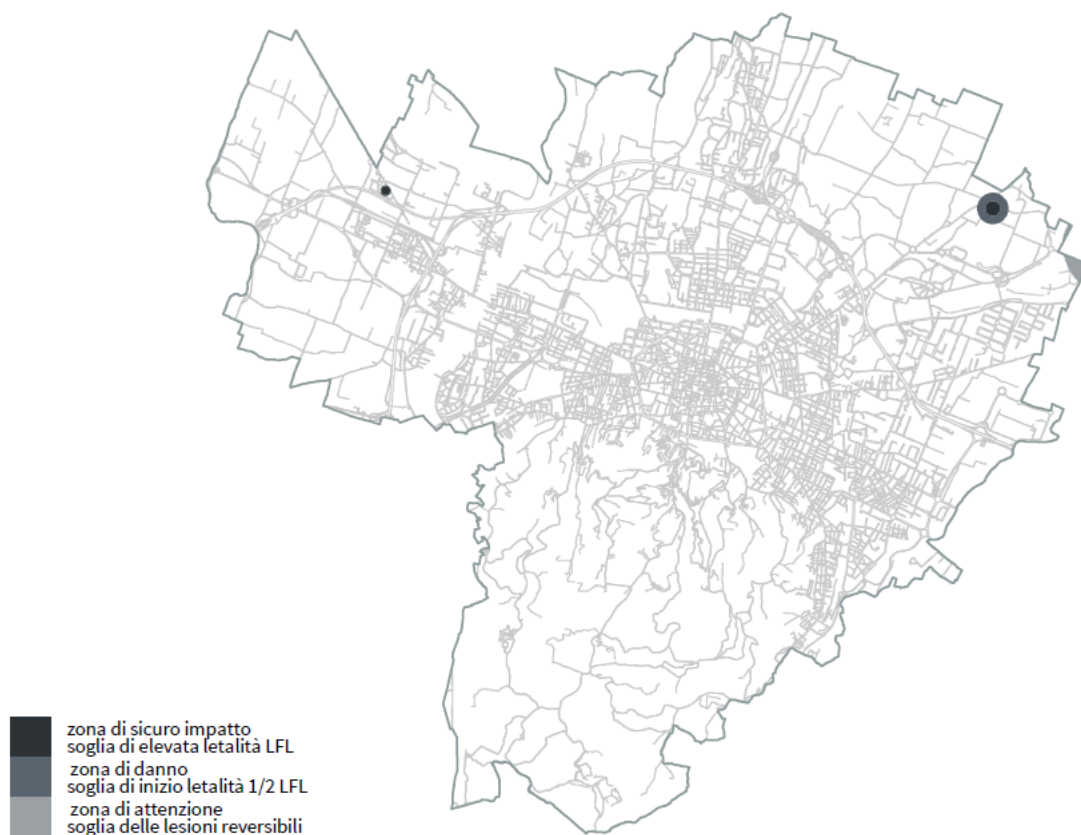 zona di sicuro impatto
soglia di elevata letalità LFL
zona di danno
soglia di inizio letalità 1/2 LFL
zona di attenzione
soglia delle lesioni reversibili